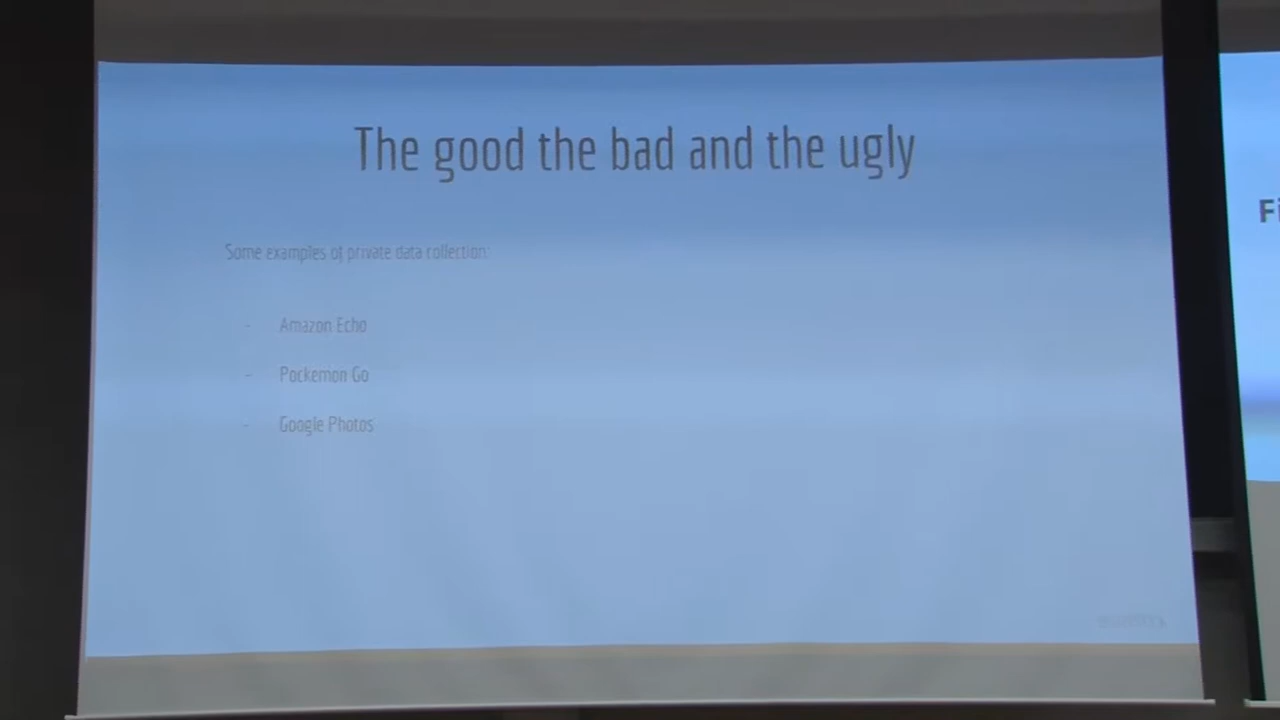 The good the bad and the ugly
Some examples of private data collection:
- Amazon Echo
- Pockemon Go
- Google Photos
Fi